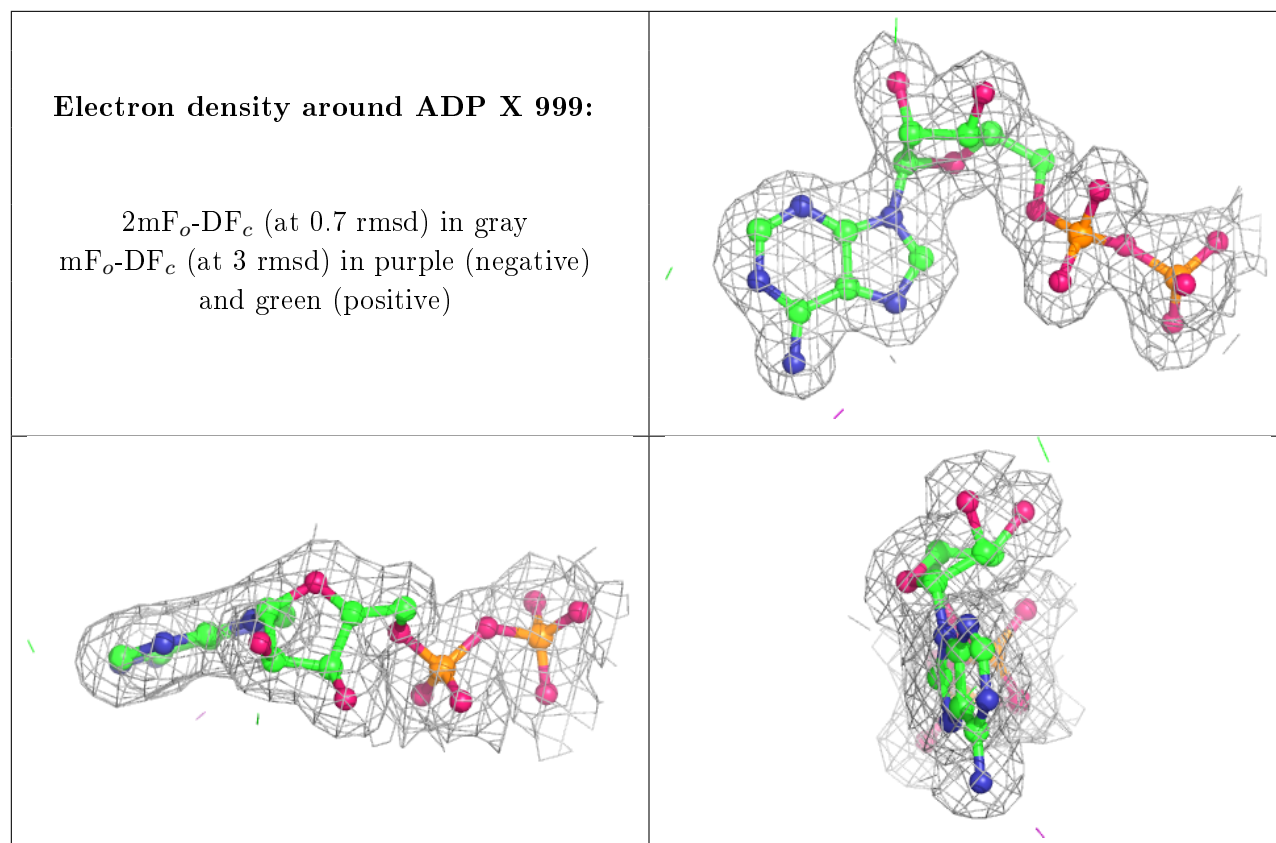 Electron density around ADP X 999:
2mFₒ-DF𝑐 (at 0.7 rmsd) in gray
mFₒ-DF𝑐 (at 3 rmsd) in purple (negative)
and green (positive)